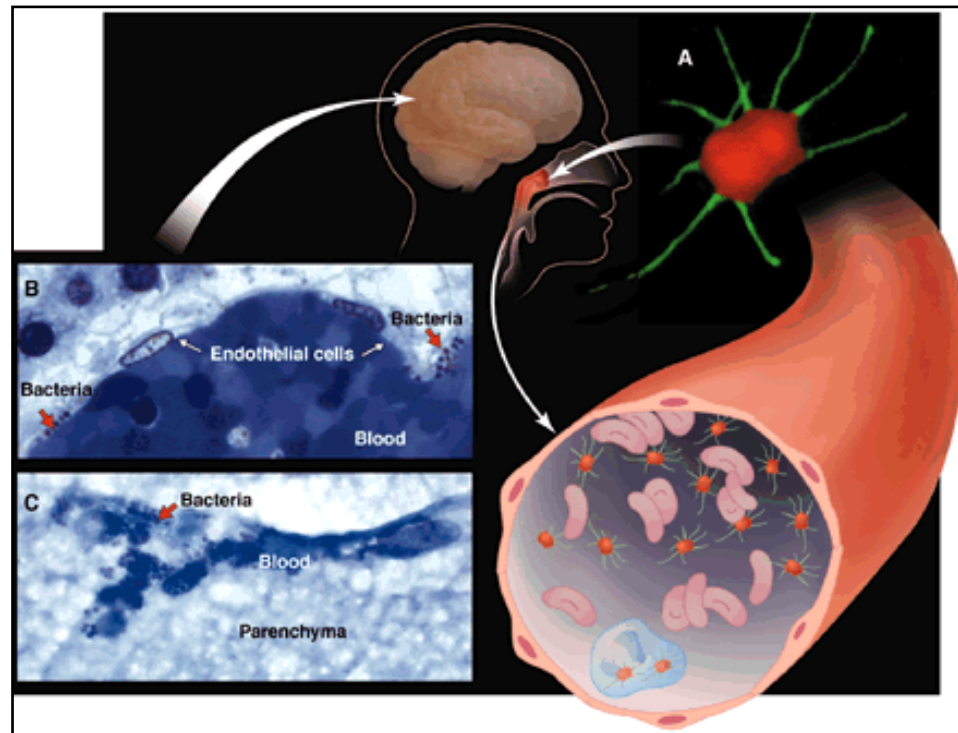 A
B
Bacteria
Endothelial cells
Bacteria
Blood
C
Bacteria
Blood
Parenchyma